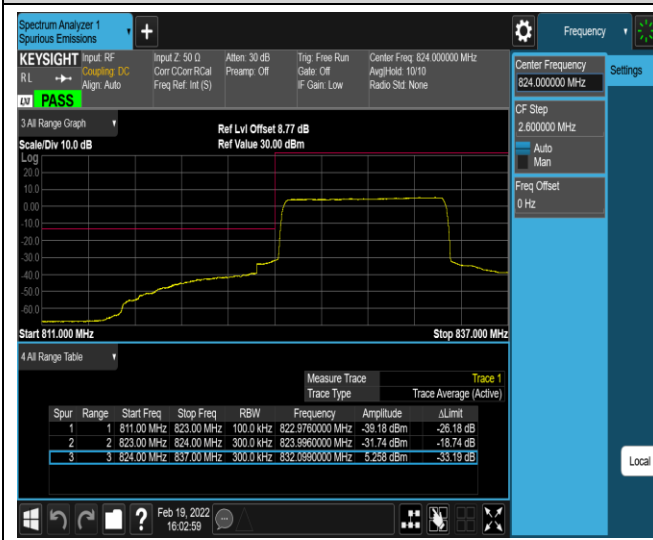 Spectrum Analyzer 1
Spurious Emissions
Frequency
KEYSIGHT
RL
Input: RF
Coupling: DC
Align: Auto
Input Z: 50 Ω
Corr CCorr RCal
Freq Ref: Int (S)
Atten: 30 dB
Preamp: Off
Trig: Free Run
Gate: Off
IF Gain: Low
Center Freq: 824.000000 MHz
Avg|Hold: 10/10
Radio Std: None
PASS
3 All Range Graph
Scale/Div 10.0 dB
Ref Lvl Offset 8.77 dB
Ref Value 30.00 dBm
Log
20.0
10.0
0.00
-10.0
-20.0
-30.0
-40.0
-50.0
-60.0
Start 811.000 MHz
Stop 837.000 MHz
4 All Range Table
Measure Trace Trace 1
Trace Type Trace Average (Active)
Spur Range Start Freq Stop Freq RBW Frequency Amplitude ΔLimit
1 1 811.00 MHz 823.00 MHz 100.0 kHz 822.9760000 MHz -39.18 dBm -26.18 dB
2 2 823.00 MHz 824.00 MHz 300.0 kHz 823.9960000 MHz -31.74 dBm -18.74 dB
3 3 824.00 MHz 837.00 MHz 300.0 kHz 832.0990000 MHz 5.258 dBm -33.19 dB
Feb 19, 2022
16:02:59
Center Frequency
824.000000 MHz
Settings
CF Step
2.600000 MHz
Auto
Man
Freq Offset
0 Hz
Local